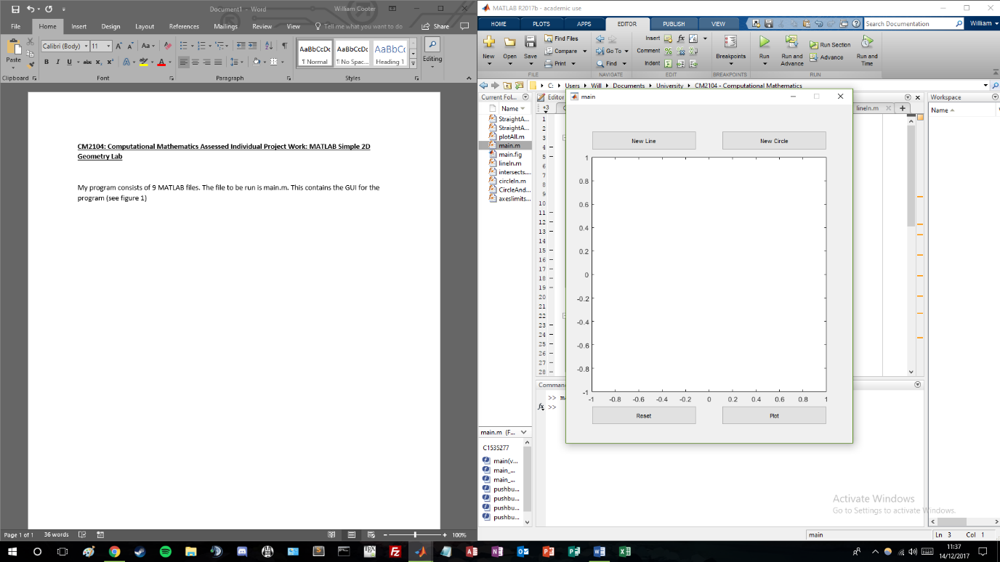 Document1 - Word
William Cooter
File Home Insert Design Layout References Mailings Review View Tell me what you want to do Share
Paste
Calibri (Body) 11
B I U abc
AaBbCcDc AaBbCcDc AaBbCc
¶ Normal ¶ No Spac... Heading 1
Editing
Clipboard Font Paragraph Styles
CM2104: Computational Mathematics Assessed Individual Project Work: MATLAB Simple 2D
Geometry Lab
My program consists of 9 MATLAB files. The file to be run is main.m. This contains the GUI for the
program (see figure 1)
Page 1 of 1 36 words
100%
MATLAB R2017b - academic use
HOME PLOTS APPS EDITOR PUBLISH VIEW
Search Documentation
William
New Open Save
Find Files
Compare
Print
Go To
Find
Insert
Comment
Indent
Breakpoints
Run
Run and
Advance
Run Section
Advance
Run and
Time
FILE NAVIGATE EDIT BREAKPOINTS RUN
C: Users Will Documents University CM2104 - Computational Mathematics
Current Fol...
Name
StraightA...
StraightA...
plotAll.m
main.m
main.fig
lineIn.m
intersects....
circleIn.m
CircleAnd...
axeslimits...
main.m (F...
C1535277
main(v...
main_...
main_...
pushbu...
pushbu...
pushbu...
pushbu...
Editor
lineIn.m
1
2
3
4
5
6
7
8
9
10
11
12
13
14
15
16
17
18
19
20
21
22
23
24
25
26
27
28
main
New Line New Circle
1
0.8
0.6
0.4
0.2
0
-0.2
-0.4
-0.6
-0.8
-1
-1 -0.8 -0.6 -0.4 -0.2 0 0.2 0.4 0.6 0.8 1
Reset Plot
>>
fx >>
Workspace
Name
Activate Windows
Go to Settings to activate Windows.
main
Ln 3 Col 1
11:37
14/12/2017